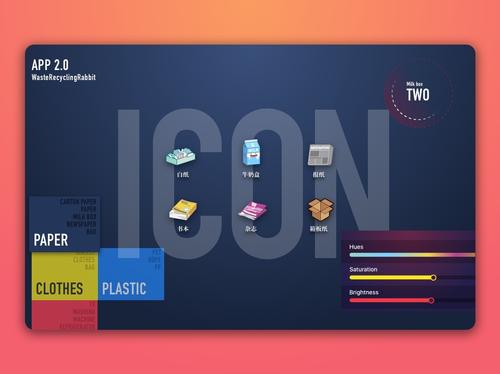 APP 2.0
WasteRecyclingRabbit
Milk box
TWO
ICON
白纸
牛奶盒
报纸
书本
杂志
箱板纸
CARTON PAPER
PAPER
MILK BOX
NEWSPAPER
BAG
PAPER
CLOTHES
BAG
CLOTHES
PET
HDPE
PP
PLASTIC
TV
WASHING
MACHINE
REFRIGERATOR
Hues
Saturation
Brightness